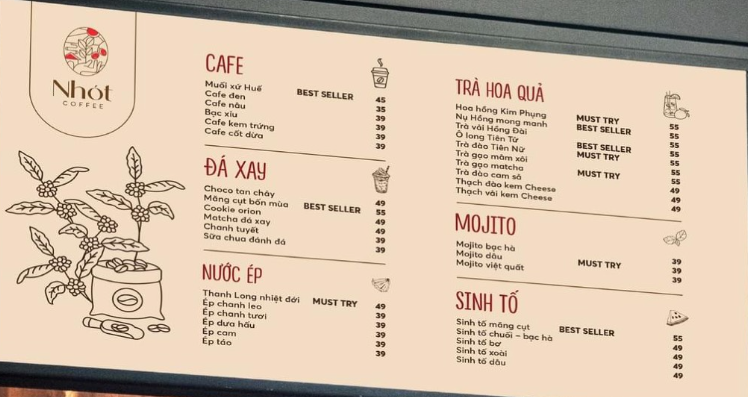 Nhót
COFFEE
CAFE
Muối xứ Huế BEST SELLER 45
Cafe đen 35
Cafe nâu 39
Bạc xỉu 39
Cafe kem trứng 39
Cafe cốt dừa 39
ĐÁ XAY
Choco tan chảy 49
Măng cụt bốn mùa BEST SELLER 55
Cookie orion 49
Matcha đá xay 49
Chanh tuyết 39
Sữa chua đánh đá 39
NƯỚC ÉP
Thanh Long nhiệt đới MUST TRY 49
Ép chanh leo 39
Ép chanh tươi 39
Ép dưa hấu 39
Ép cam 39
Ép táo 39
TRÀ HOA QUẢ
Hoa hồng Kim Phụng MUST TRY 55
Nụ Hồng mong manh BEST SELLER 55
Trà vải Hồng Đài 55
Ô long Tiên Tử BEST SELLER 55
Trà đào Tiên Nữ MUST TRY 55
Trà gạo mâm xôi 55
Trà gạo matcha MUST TRY 55
Trà đào cam sả 49
Thạch đào kem Cheese 49
Thạch vải kem Cheese 49
MOJITO
Mojito bạc hà 39
Mojito dâu 39
Mojito việt quất MUST TRY 39
SINH TỐ
Sinh tố măng cụt BEST SELLER 55
Sinh tố chuối – bạc hà 49
Sinh tố bơ 49
Sinh tố xoài 49
Sinh tố dâu 49